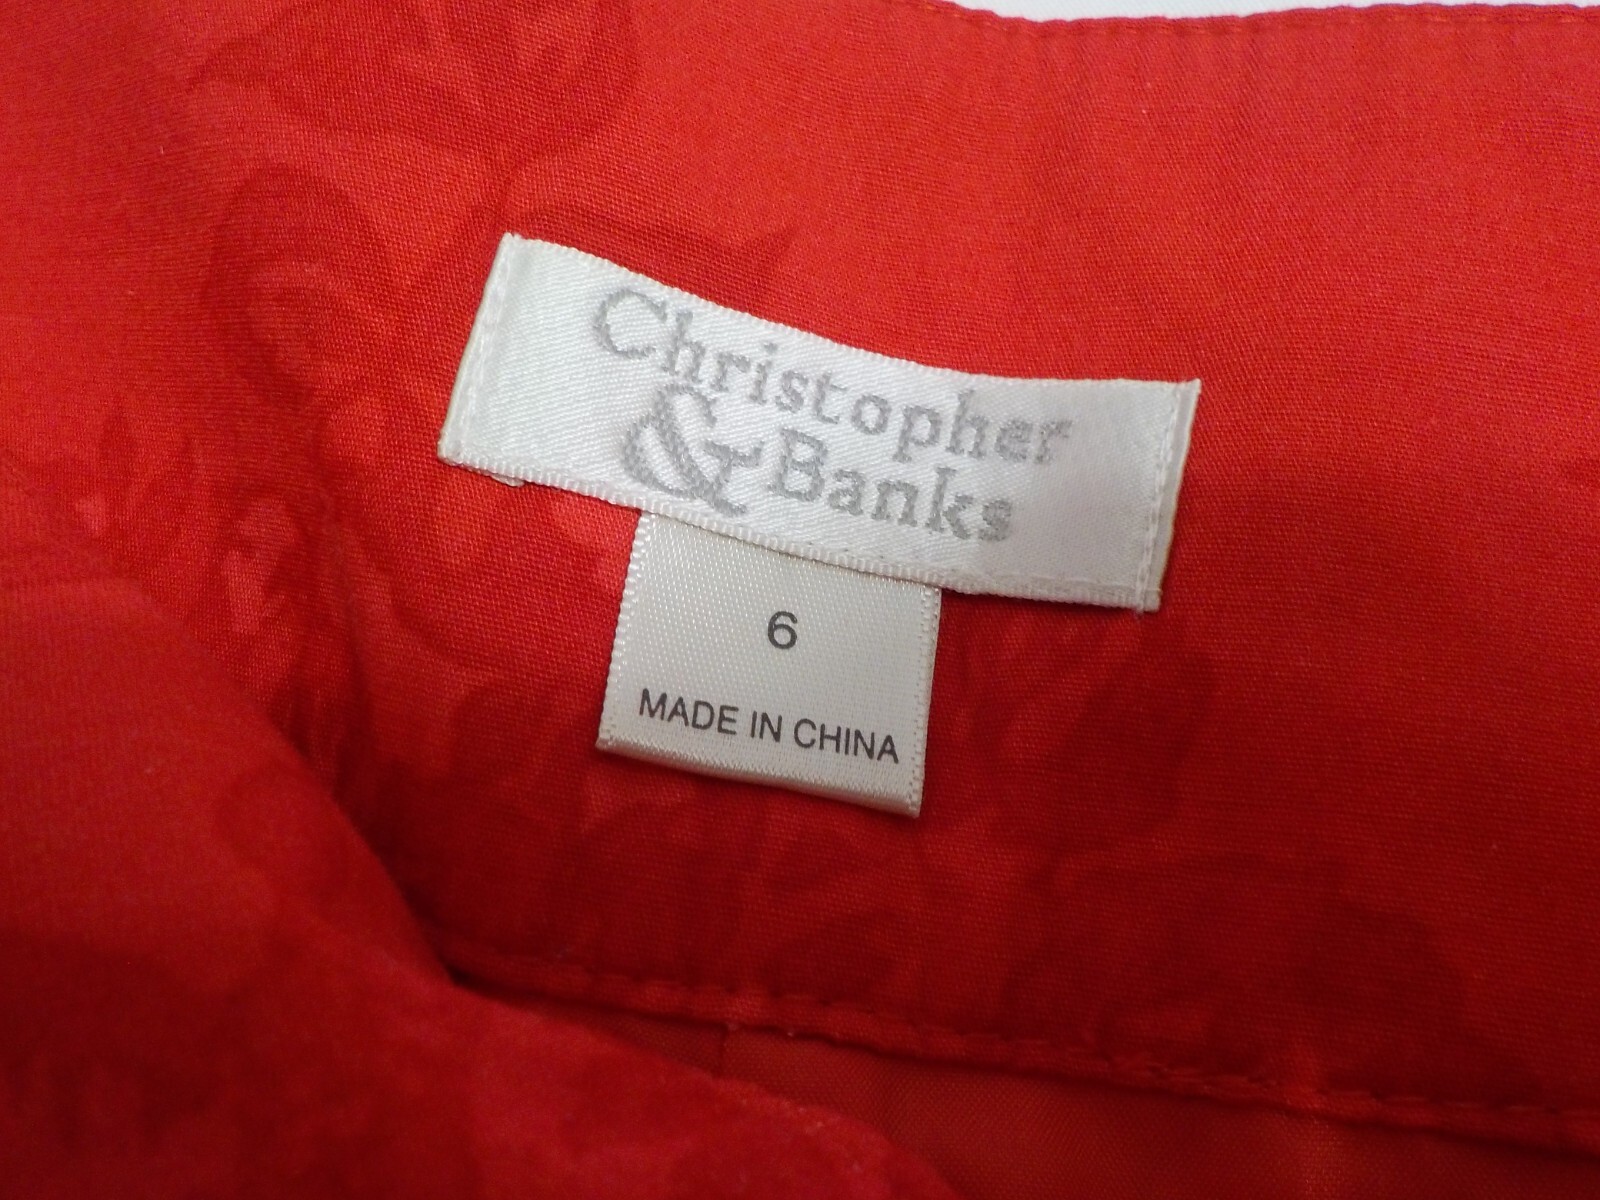 Christopher
& Banks
6
MADE IN CHINA